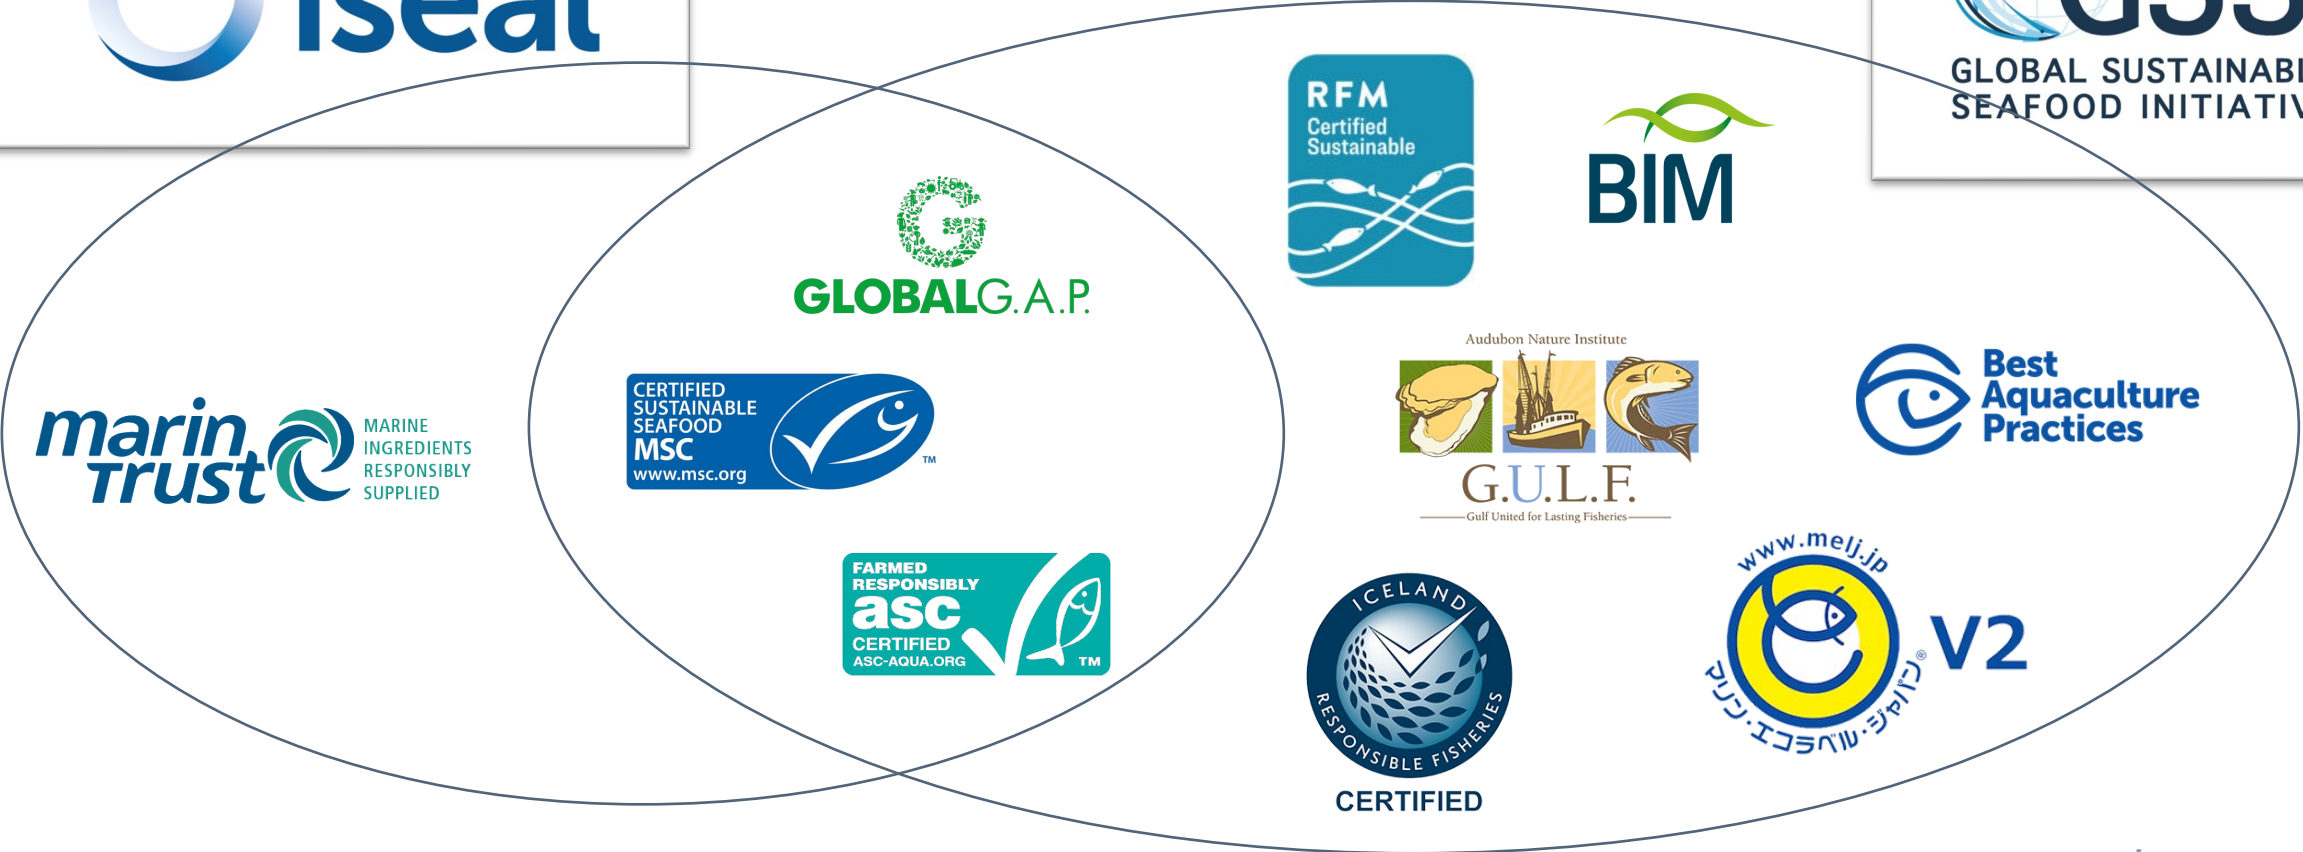 iseal
GSSI
GLOBAL SUSTAINABL
SEAFOOD INITIATIV
RFM
Certified
Sustainable
BIM
GLOBALG.A.P.
Audubon Nature Institute
G.U.L.F.
Gulf United for Lasting Fisheries
Best
Aquaculture
Practices
CERTIFIED
SUSTAINABLE
SEAFOOD
MSC
www.msc.org
TM
marin
Trust
MARINE
INGREDIENTS
RESPONSIBLY
SUPPLIED
FARMED
RESPONSIBLY
asc
CERTIFIED
ASC-AQUA.ORG
TM
ICELAND
RESPONSIBLE FISHERIES
CERTIFIED
www.melj.jp
マリン・エコラベル・ジャパン®
V2